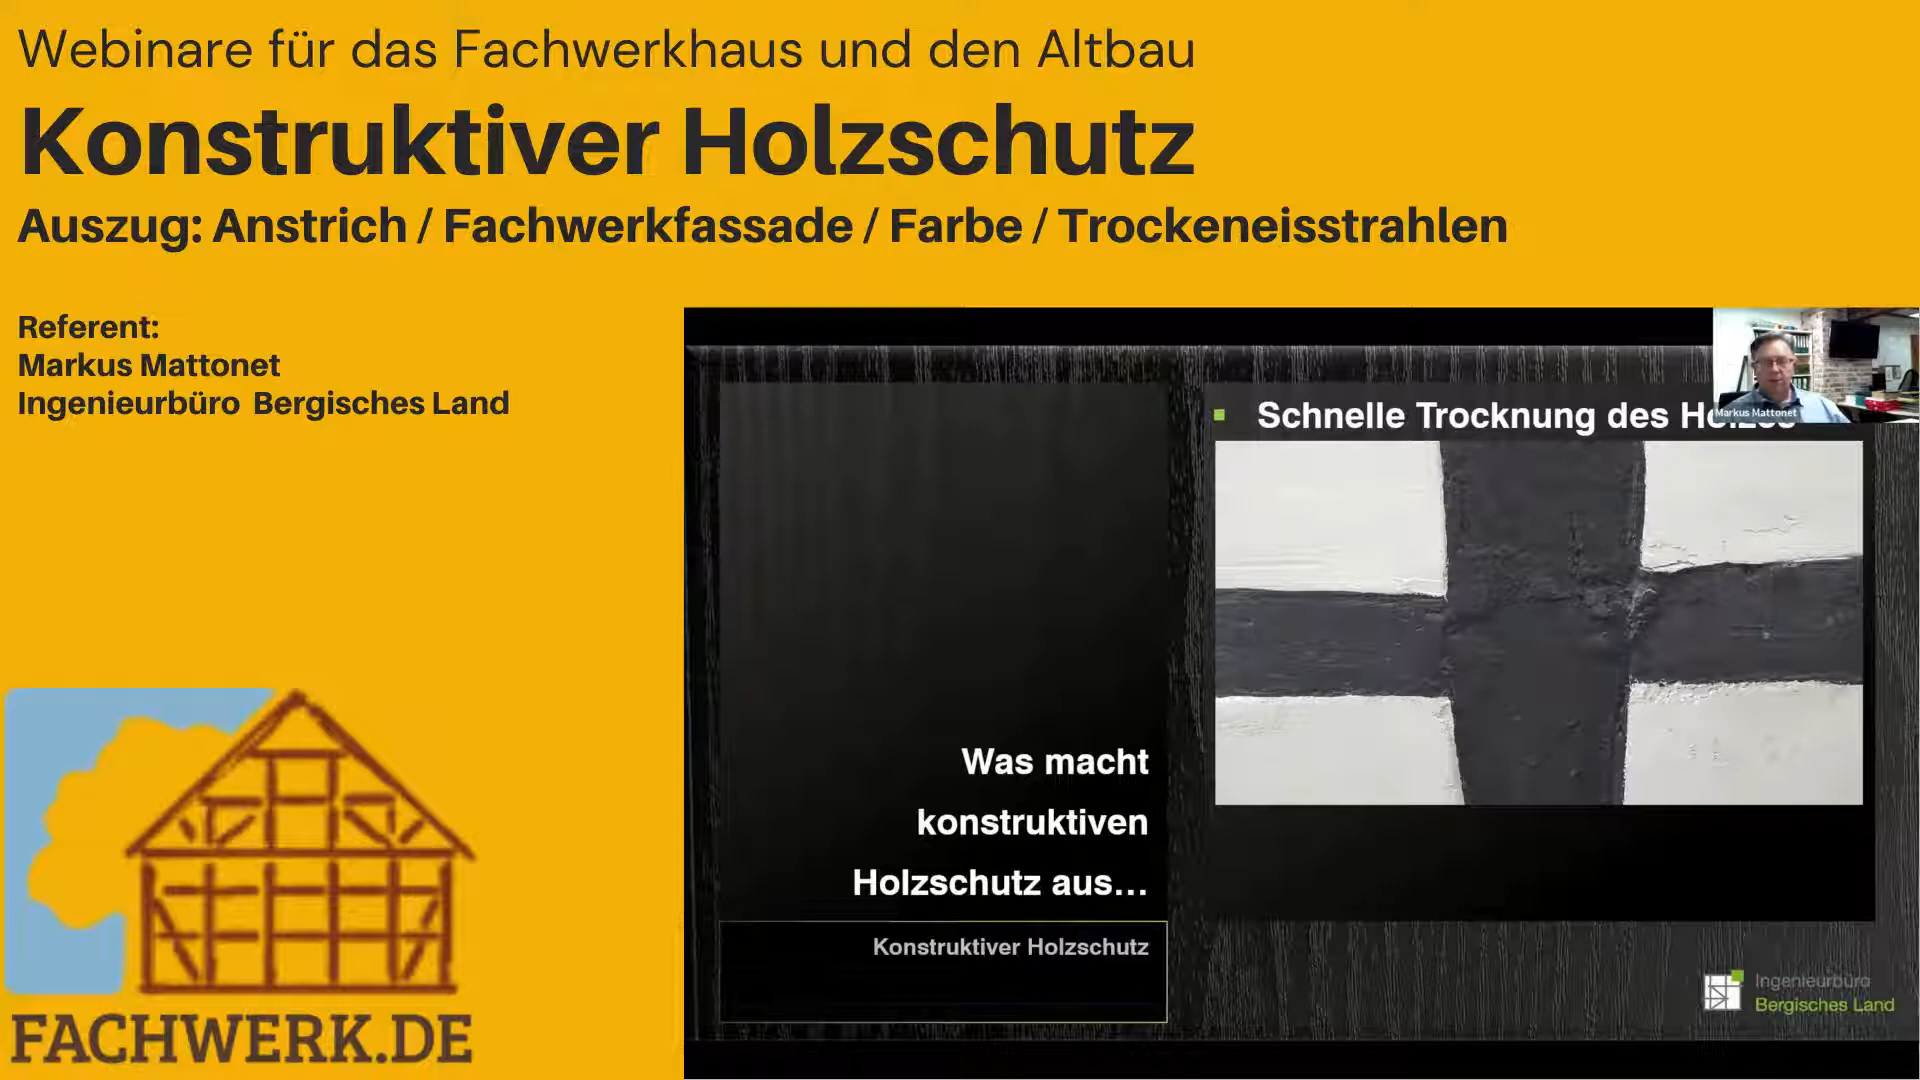 Webinare für das Fachwerkhaus und den Altbau
Konstruktiver Holzschutz
Auszug: Anstrich / Fachwerkfassade / Farbe / Trockeneisstrahlen
Referent:
Markus Mattonet
Ingenieurbüro Bergisches Land
Schnelle Trocknung des Holzes
Markus Mattonet
Was macht
konstruktiven
Holzschutz aus...
Konstruktiver Holzschutz
Ingenieurbüro
Bergisches Land
FACHWERK.DE